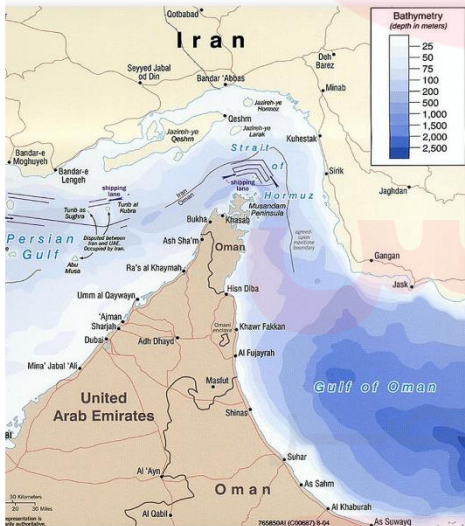 Qotbabad
Iran
Bathymetry
(depth in meters)
25
50
75
100
200
500
1,000
1,500
2,000
2,500
Seyyed Jabal
od Din
Deh
Barez
Bandar 'Abbas
Minab
Jazireh-ye
Hormoz
Qeshm
Jazireh-ye
Larak
Kuhestak
Jazireh-ye
Qeshm
Bandar-e
Moghuyeh
Bandar-e
Lengeh
Strait
of
Hormuz
Sirik
shipping
lane
shipping
lane
Iran
Oman
Jaghdan
Tunb as
Sughra
Tunb al
Kubra
Musandam
Peninsula
Bukha
Khasab
Persian
Gulf
Disputed between
Iran and UAE.
Occupied by Iran.
Abu
Musa
Ash Sha'm
Oman
agreed-
upon
maritime
boundary
Gangan
Ra's al Khaymah
Jask
Umm al Qaywayn
Hisn Diba
'Ajman
Sharjah
Dubai
Adh Dhayd
Omani
enclave
Khawr Fakkan
Mina' Jabal 'Ali
Al Fujayrah
Masfut
Gulf of Oman
United
Arab Emirates
Shinas
Suhar
Al 'Ayn
As Sahm
Oman
Al Khaburah
30 Kilometers
30 Miles
Al Qabil
As Suwayq
representation is
765850AI (C00687) 8-04